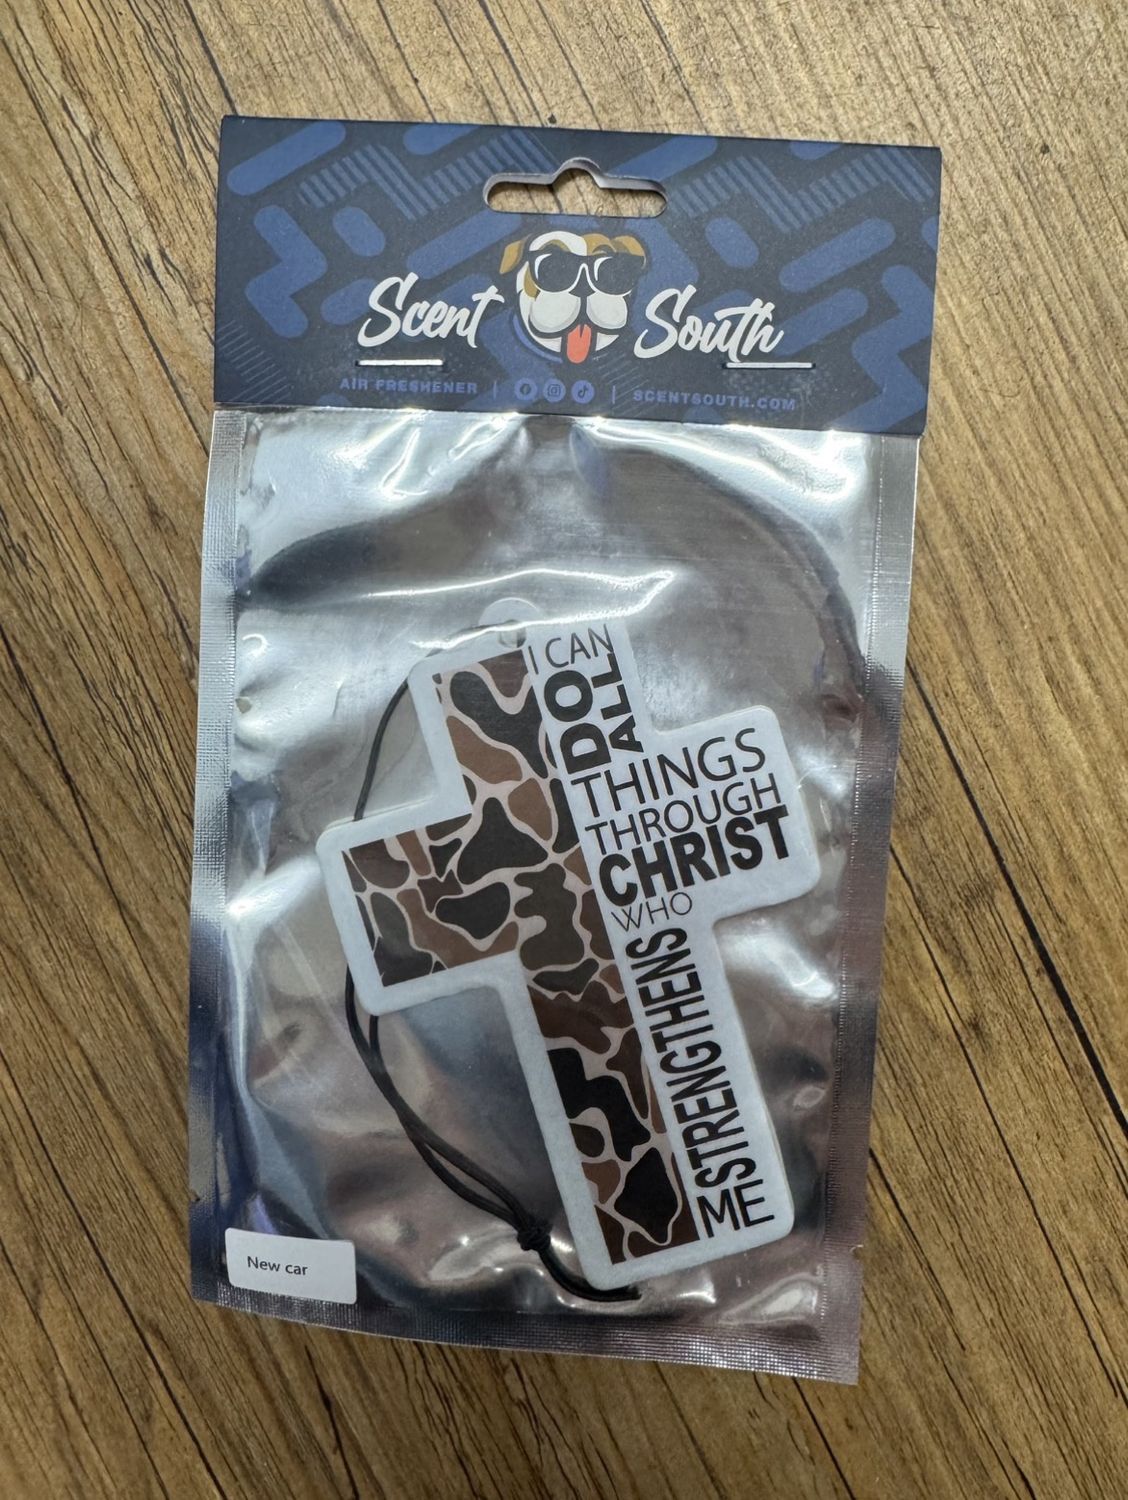 Scent South
AIR FRESHENER | | SCENTSOUTH.COM
I CAN
DO
ALL
THINGS
THROUGH
CHRIST
WHO
STRENGTHENS
ME
New car